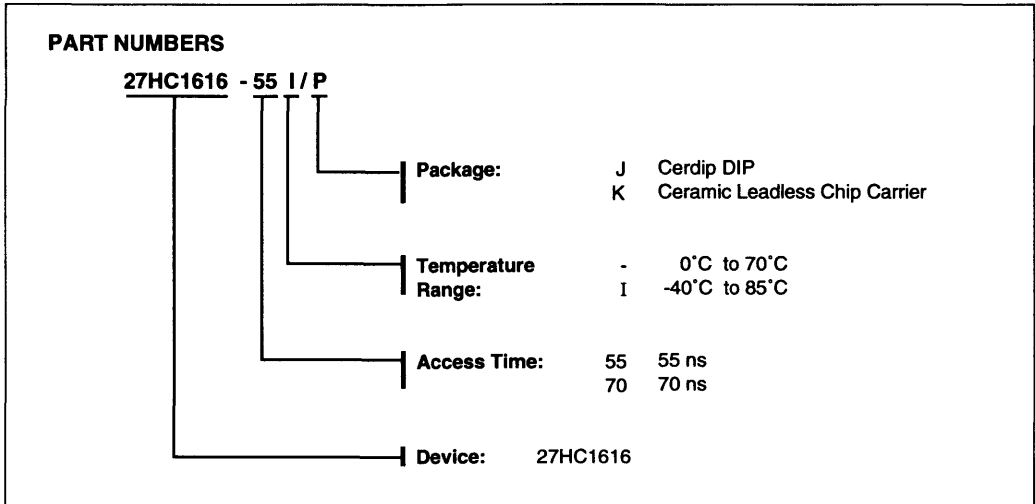 PART NUMBERS
27HC1616 - 55 I / P
Package: J Cerdip DIP
K Ceramic Leadless Chip Carrier
Temperature - 0°C to 70°C
Range: I -40°C to 85°C
Access Time: 55 55 ns
70 70 ns
Device: 27HC1616